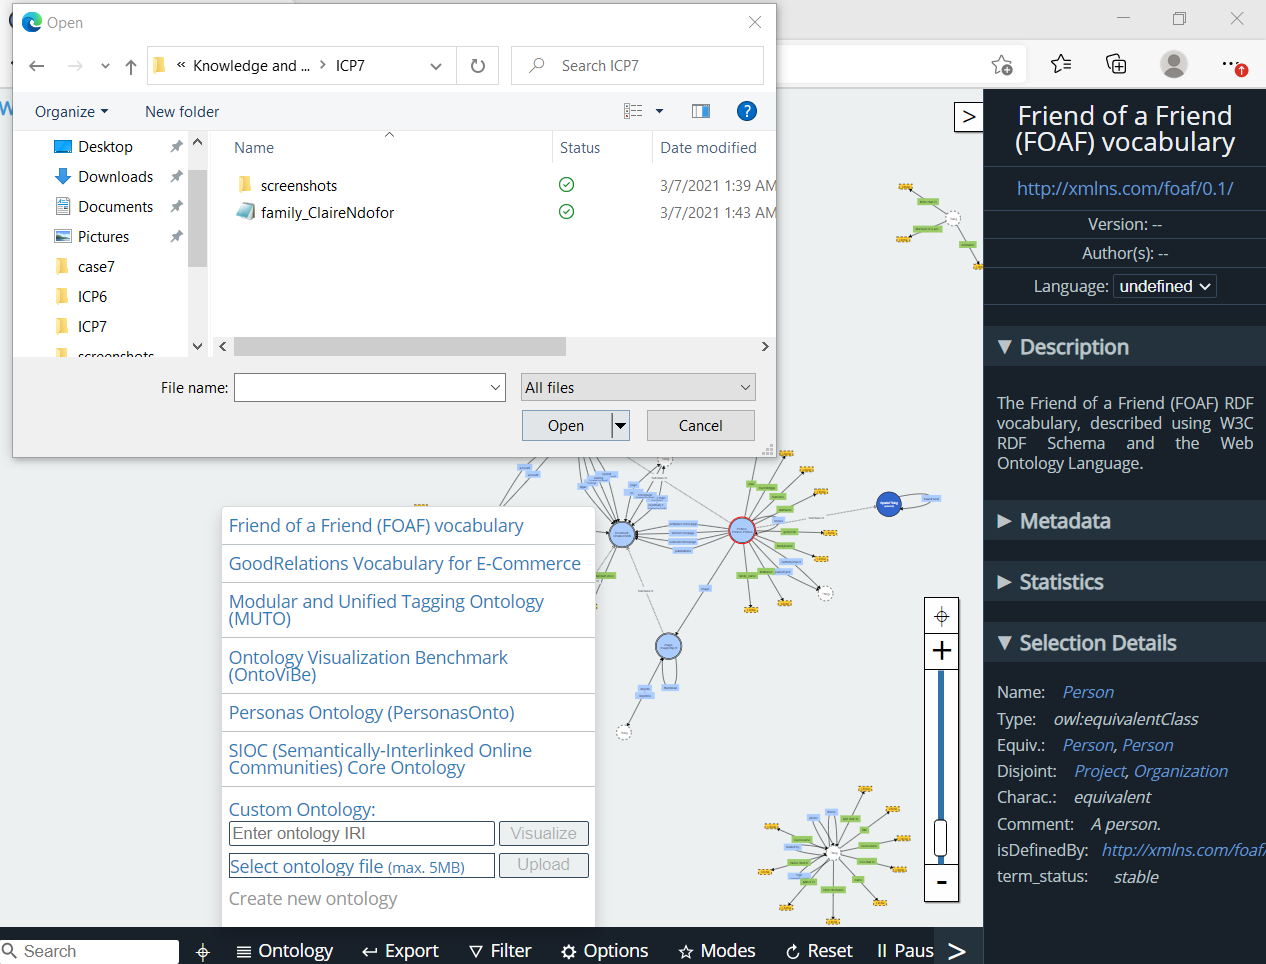 Open
« Knowledge and ... > ICP7
Search ICP7
Organize
New folder
Desktop
Downloads
Documents
Pictures
case7
ICP6
ICP7
screenshots
Name
Status
Date modified
screenshots
3/7/2021 1:39 AM
family_ClaireNdofor
3/7/2021 1:43 AM
File name:
All files
Open
Cancel
W
>
Friend of a Friend
(FOAF) vocabulary
http://xmlns.com/foaf/0.1/
Version: --
Author(s): --
Language: undefined
▼ Description
The Friend of a Friend (FOAF) RDF
vocabulary, described using W3C
RDF Schema and the Web
Ontology Language.
▶ Metadata
▶ Statistics
▼ Selection Details
Name: Person
Type: owl:equivalentClass
Equiv.: Person, Person
Disjoint: Project, Organization
Charac.: equivalent
Comment: A person.
isDefinedBy: http://xmlns.com/foaf/
term_status: stable
Friend of a Friend (FOAF) vocabulary
GoodRelations Vocabulary for E-Commerce
Modular and Unified Tagging Ontology
(MUTO)
Ontology Visualization Benchmark
(OntoViBe)
Personas Ontology (PersonasOnto)
SIOC (Semantically-Interlinked Online
Communities) Core Ontology
Custom Ontology:
Enter ontology IRI
Visualize
Select ontology file (max. 5MB)
Upload
Create new ontology
+
-
Search
Ontology
Export
Filter
Options
Modes
Reset
Paus
>